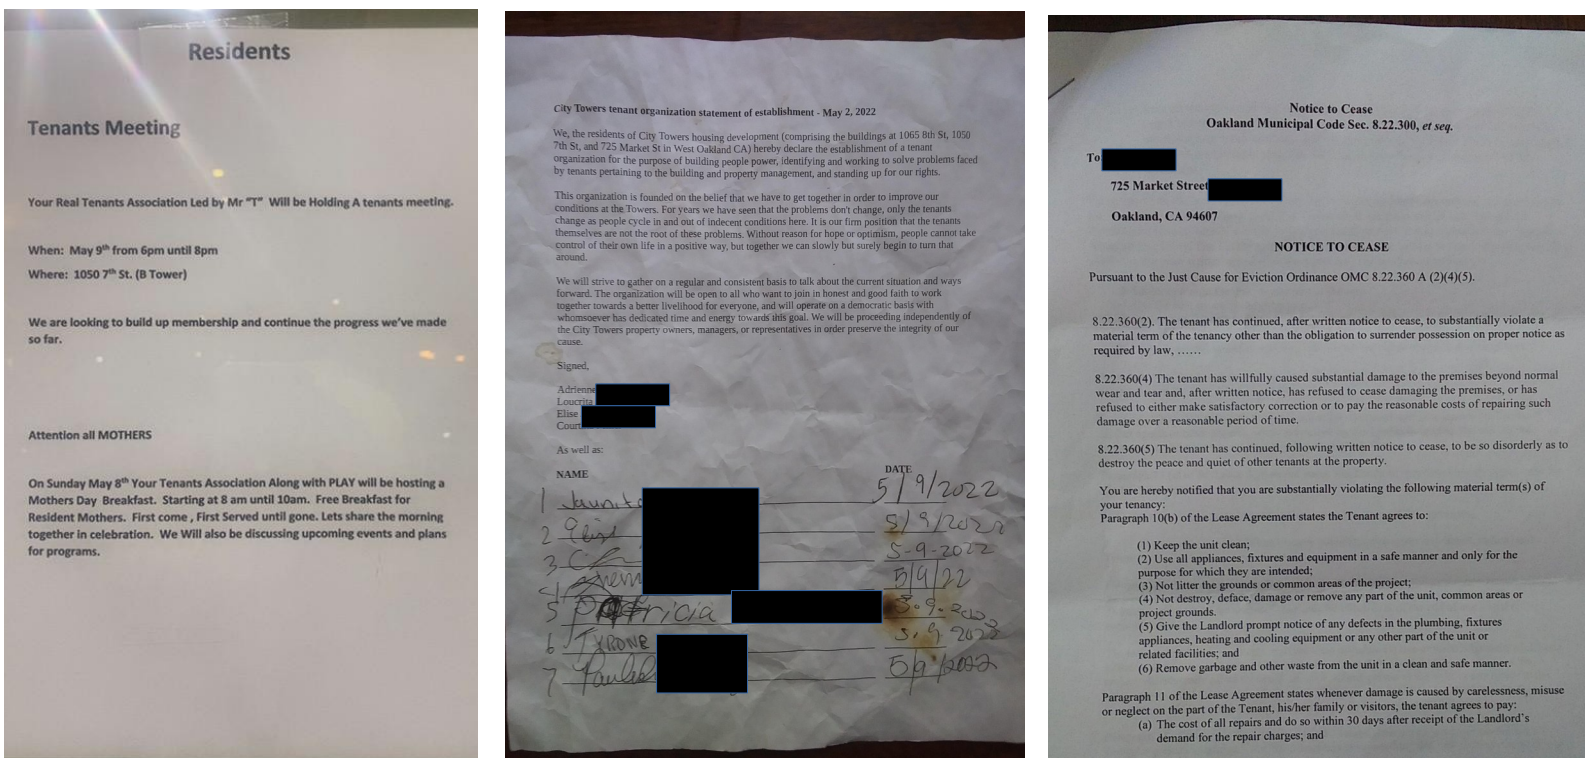 Residents
Tenants Meeting
Your Real Tenants Association Led by Mr "T" Will be Holding A tenants meeting.
When: May 9th from 6pm until 8pm
Where: 1050 7th St. (B Tower)
We are looking to build up membership and continue the progress we've made
so far.
Attention all MOTHERS
On Sunday May 8th Your Tenants Association Along with PLAY will be hosting a
Mothers Day Breakfast. Starting at 8 am until 10am. Free Breakfast for
Resident Mothers. First come , First Served until gone. Lets share the morning
together in celebration. We Will also be discussing upcoming events and plans
for programs.
City Towers tenant organization statement of establishment - May 2, 2022
We, the residents of City Towers housing development (comprising the buildings at 1065 8th St, 1050
7th St, and 725 Market St in West Oakland CA) hereby declare the establishment of a tenant
organization for the purpose of building people power, identifying and working to solve problems faced
by tenants pertaining to the building and property management, and standing up for our rights.
This organization is founded on the belief that we have to get together in order to improve our
conditions at the Towers. For years we have seen that the problems don't change, only the tenants
change as people cycle in and out of indecent conditions here. It is our firm position that the tenants
themselves are not the root of these problems. Without reason for hope or optimism, people cannot take
control of their own life in a positive way, but together we can slowly but surely begin to turn that
around.
We will strive to gather on a regular and consistent basis to talk about the current situation and ways
forward. The organization will be open to all who want to join in honest and good faith to work
together towards a better livelihood for everyone, and will operate on a democratic basis with
whomsoever has dedicated time and energy towards this goal. We will be proceeding independently of
the City Towers property owners, managers, or representatives in order preserve the integrity of our
cause.
Signed,
Adrienne
Loucrita
Elise
Court
As well as:
NAME DATE
1 5/9/2022
2 5/9/2022
3 5-9-2022
4 5/9/22
5 Patricia 5.9.
6 TYRONE 5.9 2022
7 5/9/2022
Notice to Cease
Oakland Municipal Code Sec. 8.22.300, et seq.
To
725 Market Street
Oakland, CA 94607
NOTICE TO CEASE
Pursuant to the Just Cause for Eviction Ordinance OMC 8.22.360 A (2)(4)(5).
8.22.360(2). The tenant has continued, after written notice to cease, to substantially violate a
material term of the tenancy other than the obligation to surrender possession on proper notice as
required by law, ……
8.22.360(4) The tenant has willfully caused substantial damage to the premises beyond normal
wear and tear and, after written notice, has refused to cease damaging the premises, or has
refused to either make satisfactory correction or to pay the reasonable costs of repairing such
damage over a reasonable period of time.
8.22.360(5) The tenant has continued, following written notice to cease, to be so disorderly as to
destroy the peace and quiet of other tenants at the property.
You are hereby notified that you are substantially violating the following material term(s) of
your tenancy:
Paragraph 10(b) of the Lease Agreement states the Tenant agrees to:
(1) Keep the unit clean;
(2) Use all appliances, fixtures and equipment in a safe manner and only for the
purpose for which they are intended;
(3) Not litter the grounds or common areas of the project;
(4) Not destroy, deface, damage or remove any part of the unit, common areas or
project grounds.
(5) Give the Landlord prompt notice of any defects in the plumbing, fixtures
appliances, heating and cooling equipment or any other part of the unit or
related facilities; and
(6) Remove garbage and other waste from the unit in a clean and safe manner.
Paragraph 11 of the Lease Agreement states whenever damage is caused by carelessness, misuse
or neglect on the part of the Tenant, his/her family or visitors, the tenant agrees to pay:
(a) The cost of all repairs and do so within 30 days after receipt of the Landlord's
demand for the repair charges; and